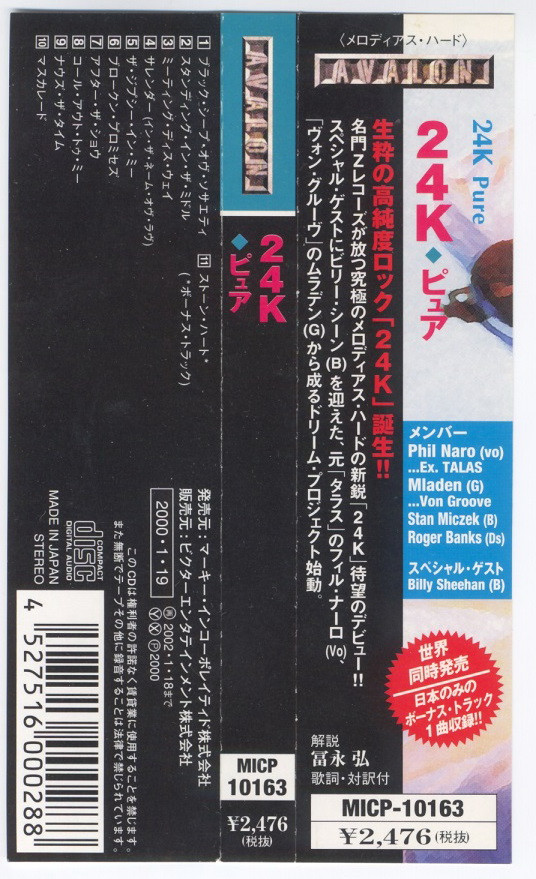 〈メロディアス・ハード〉
AVALON
24K Pure
24K◆ピュア
生粋の高純度ロック「24K」誕生!!
名門Zレコーズが放つ究極のメロディアス・ハードの新鋭「24K」待望のデビュー!!
スペシャル・ゲストにビリー・シーン(B)を迎えた、元「タラス」のフィル・ナーロ(Vo)、
「ヴォン・グルーヴ」のムラデン(G)から成るドリーム・プロジェクト始動。
メンバー
Phil Naro (vo)
...Ex. TALAS
Mladen (G)
...Von Groove
Stan Miczek (B)
Roger Banks (Ds)
スペシャル・ゲスト
Billy Sheehan (B)
世界
同時発売
日本のみの
ボーナス・トラック
1曲収録!!
解説
冨永 弘
歌詞・対訳付
MICP-10163
¥2,476(税抜)
AVALON
24K
◆ピュア
MICP
10163
¥2,476
(税抜)
1 ブラック・シープ・オヴ・ソサエティ
2 スタンディング・イン・ザ・ミドル
3 ミーティング・ディス・ウェイ
4 サレンダー(イン・ザ・ネーム・オヴ・ラヴ)
5 ザ・ジプシー・イン・ミー
6 ブロークン・プロミセズ
7 アフター・ザ・ショウ
8 コール・アウト・トゥ・ミー
9 ナウズ・ザ・タイム
10 マスカレード
11 ストーン・ハート*
(*ボーナス・トラック)
発売元:マーキー・インコーポレイティド株式会社
販売元:ビクターエンタテインメント株式会社
2000・1・19
再2002・1・18まで
Ⓨ Ⓧ Ⓟ2000
COMPACT
disc
DIGITAL AUDIO
MADE IN JAPAN
STEREO
このCDは権利者の許諾なく賃貸業に使用することを禁じます。
また無断でテープその他に録音することは法律で禁じられています。
4 527516 000288